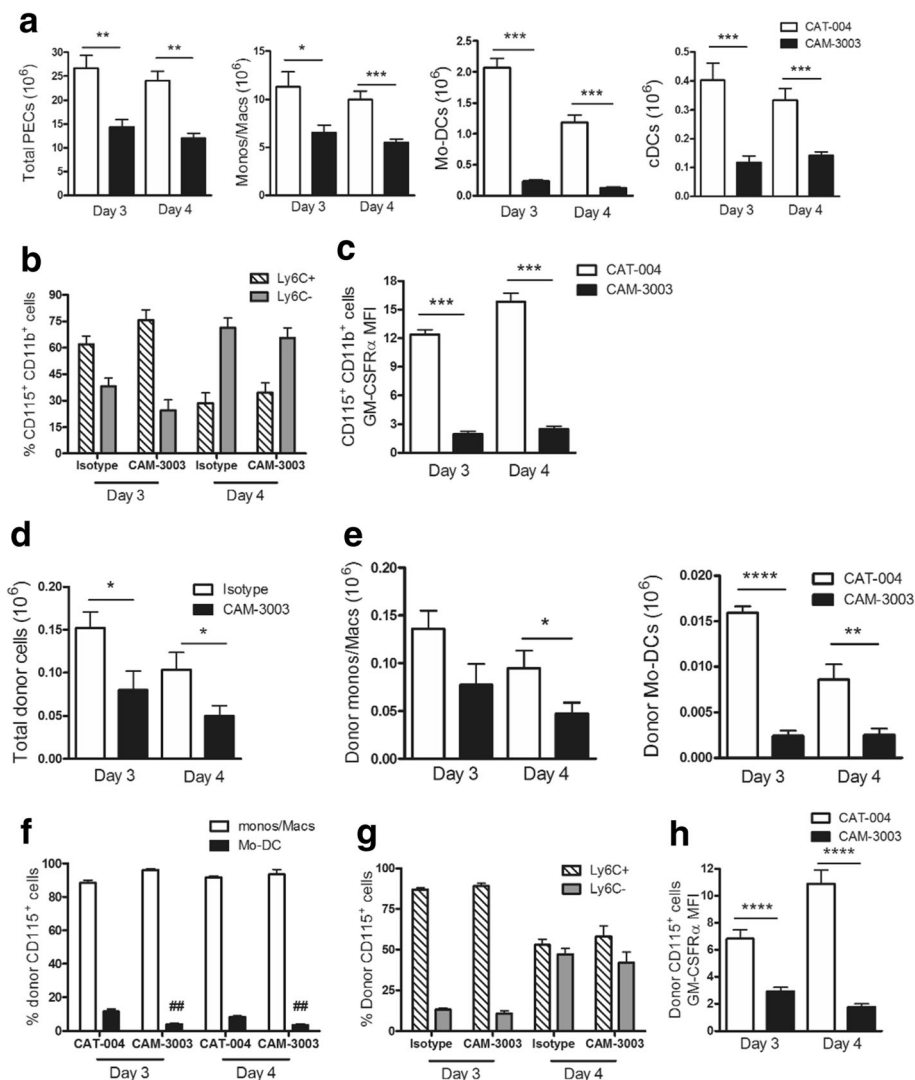 a
CAT-004
CAM-3003
Total PECs (10⁶)
30
25
20
15
10
5
0
**
**
Day 3
Day 4
Monos/Macs (10⁶)
15
10
5
0
*
***
Day 3
Day 4
Mo-DCs (10⁶)
2.5
2.0
1.5
1.0
0.5
0.0
***
***
Day 3
Day 4
cDCs (10⁶)
0.5
0.4
0.3
0.2
0.1
0.0
***
***
Day 3
Day 4
b
Ly6C+
Ly6C-
% CD115⁺ CD11b⁺ cells
90
75
60
45
30
15
0
Isotype CAM-3003 Isotype CAM-3003
Day 3
Day 4
c
CAT-004
CAM-3003
CD115⁺ CD11b⁺ cells
GM-CSFRα MFI
18
15
12
9
6
3
0
***
***
Day 3
Day 4
d
Isotype
CAM-3003
Total donor cells (10⁶)
0.20
0.15
0.10
0.05
0.00
*
*
Day 3
Day 4
e
Donor monos/Macs (10⁶)
0.20
0.15
0.10
0.05
0.00
*
Day 3
Day 4
CAT-004
CAM-3003
Donor Mo-DCs (10⁶)
0.020
0.015
0.010
0.005
0.000
****
**
Day 3
Day 4
f
monos/Macs
Mo-DC
% donor CD115⁺ cells
100
80
60
40
20
0
##
##
CAT-004 CAM-3003 CAT-004 CAM-3003
Day 3
Day 4
g
Ly6C+
Ly6C-
% Donor CD115⁺ cells
100
75
50
25
0
Isotype CAM-3003 Isotype CAM-3003
Day 3
Day 4
h
CAT-004
CAM-3003
Donor CD115⁺ cells
GM-CSFRα MFI
12
10
8
6
4
2
0
****
****
Day 3
Day 4